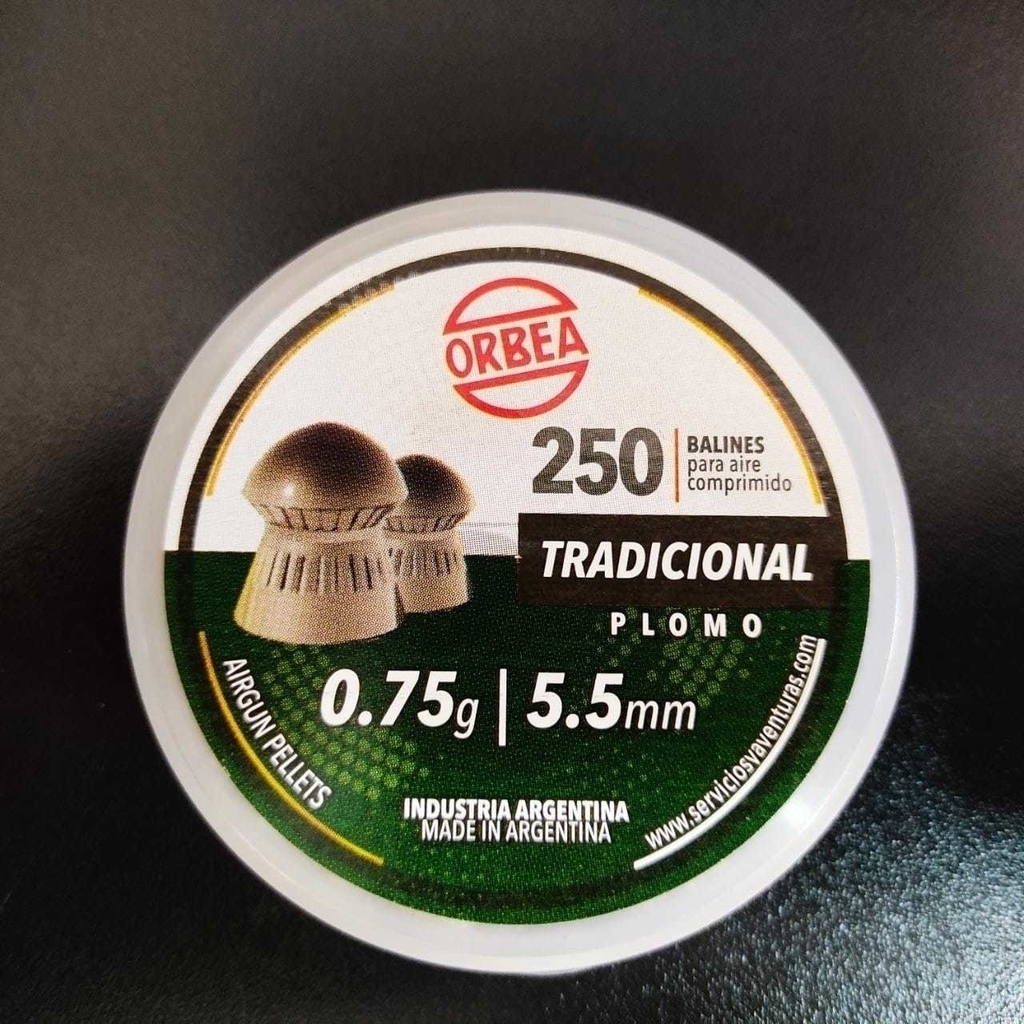 ORBEA
250
BALINES
para aire
comprimido
TRADICIONAL
PLOMO
0.75g | 5.5mm
AIRGUN PELLETS
INDUSTRIA ARGENTINA
MADE IN ARGENTINA
www.serviciosvaventuras.com